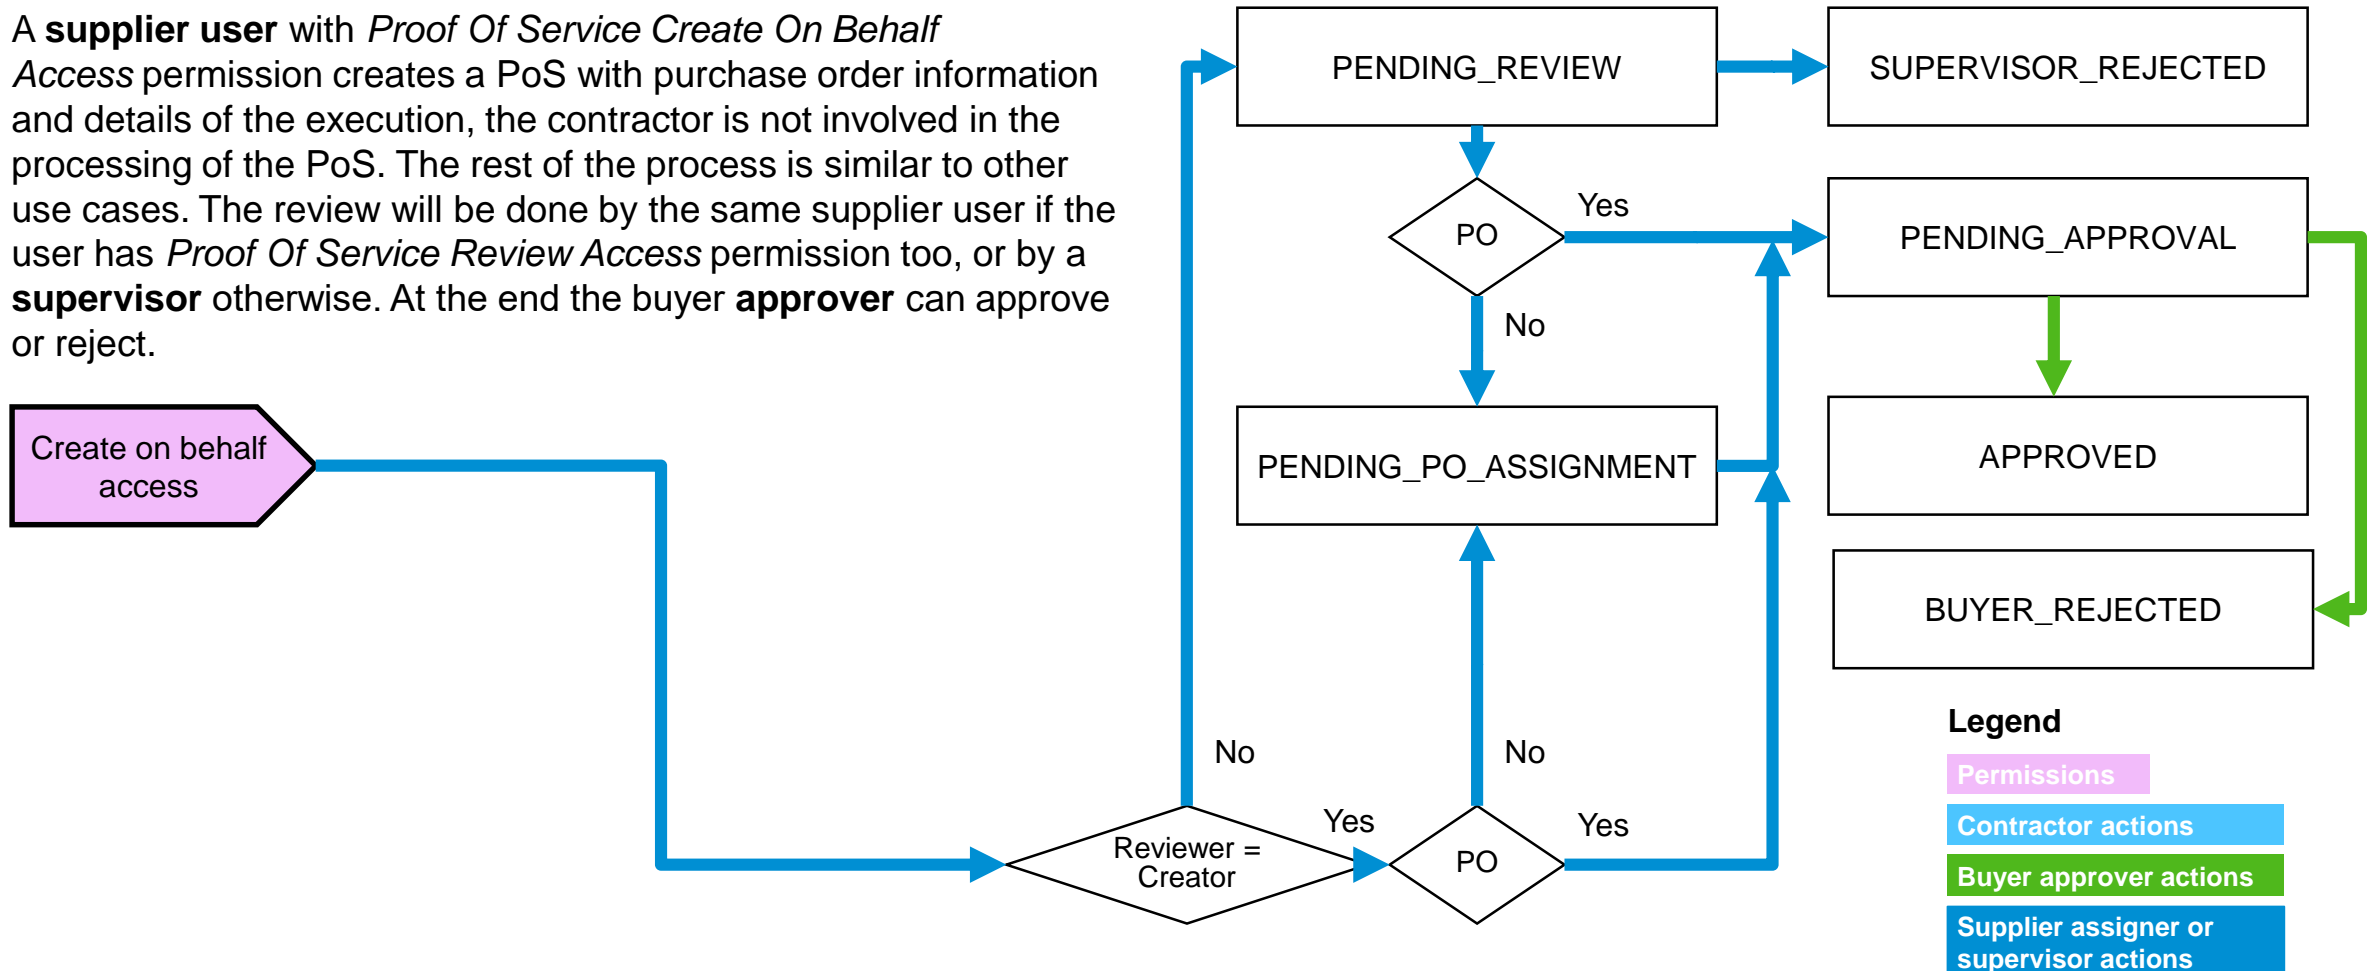 A supplier user with Proof Of Service Create On Behalf
Access permission creates a PoS with purchase order information
and details of the execution, the contractor is not involved in the
processing of the PoS. The rest of the process is similar to other
use cases. The review will be done by the same supplier user if the
user has Proof Of Service Review Access permission too, or by a
supervisor otherwise. At the end the buyer approver can approve
or reject.
PENDING_REVIEW
SUPERVISOR_REJECTED
PO
Yes
PENDING_APPROVAL
No
Create on behalf
access
PENDING_PO_ASSIGNMENT
APPROVED
BUYER_REJECTED
No
No
Reviewer =
Creator
Yes
PO
Yes
Legend
Permissions
Contractor actions
Buyer approver actions
Supplier assigner or
supervisor actions